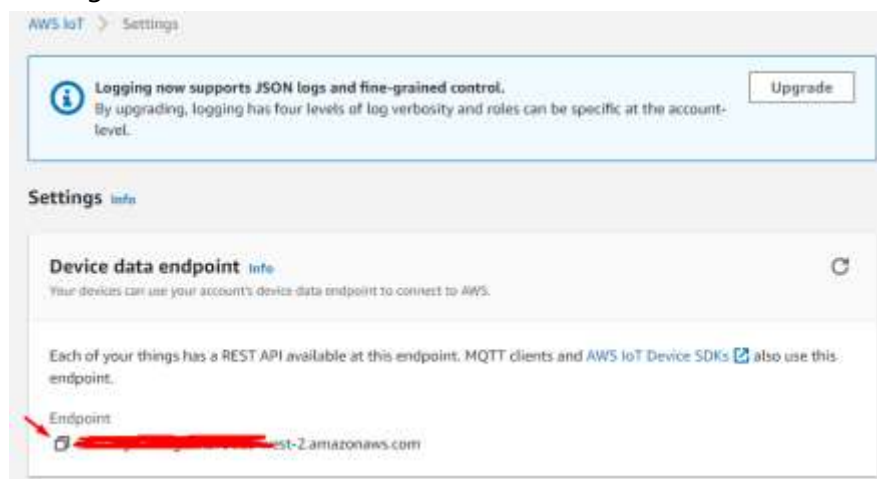 AWS IoT > Settings
Logging now supports JSON logs and fine-grained control.
Upgrade
By upgrading, logging has four levels of log verbosity and roles can be specific at the account-
level.
Settings Info
Device data endpoint Info
Your devices can use your account's device data endpoint to connect to AWS.
Each of your things has a REST API available at this endpoint. MQTT clients and AWS IoT Device SDKs also use this
endpoint.
Endpoint
est-2.amazonaws.com